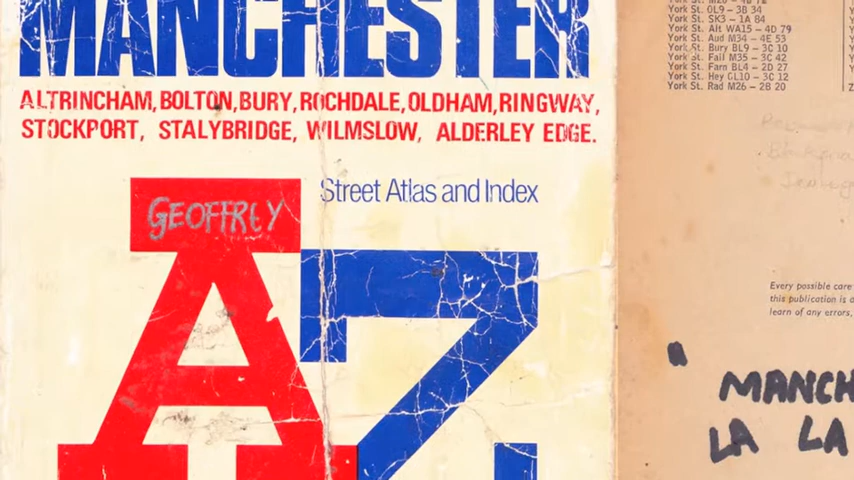 MANCHESTER
ALTRINCHAM, BOLTON, BURY, ROCHDALE, OLDHAM, RINGWAY,
STOCKPORT, STALYBRIDGE, WILMSLOW, ALDERLEY EDGE.
Street Atlas and Index
GEOFFREY
A Z
York St. OL9 – 3B 34
York St. SK3 – 1A 84
York St. Alt WA15 – 4D 79
York St. Aud M34 – 4E 53
York St. Bury BL9 – 3C 10
York St. Fail M35 – 3C 42
York St. Farn BL4 – 2D 27
York St. Hey OL10 – 3C 12
York St. Rad M26 – 2B 20
Every possible care
this publication is
learn of any errors,
MANCH
LA LA